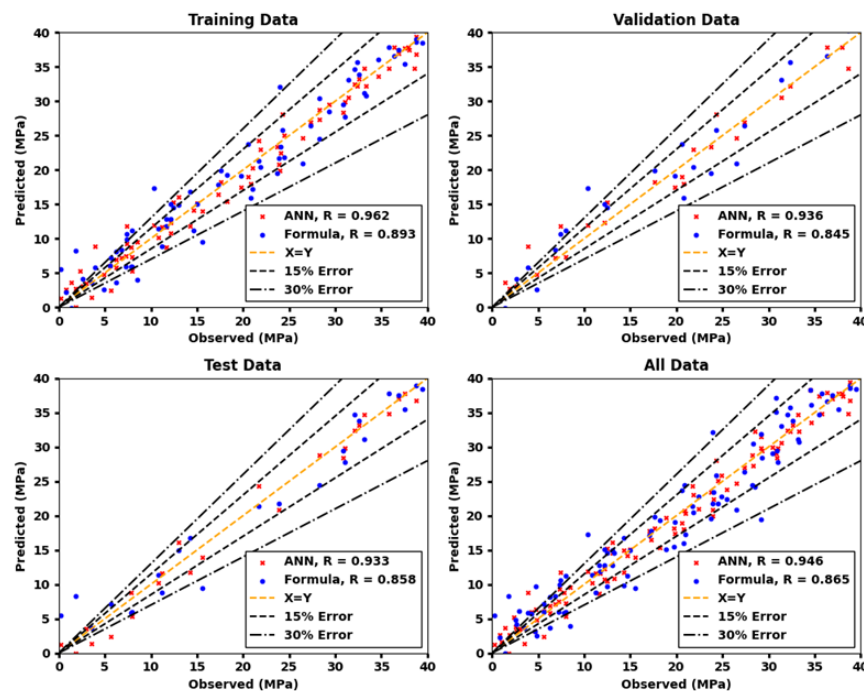 Training Data
40
35
30
25
20
15
10
5
0
Predicted (MPa)
ANN, R = 0.962
Formula, R = 0.893
X=Y
15% Error
30% Error
0 5 10 15 20 25 30 35 40
Observed (MPa)
Validation Data
40
35
30
25
20
15
10
5
0
Predicted (MPa)
ANN, R = 0.936
Formula, R = 0.845
X=Y
15% Error
30% Error
0 5 10 15 20 25 30 35 40
Observed (MPa)
Test Data
40
35
30
25
20
15
10
5
0
Predicted (MPa)
ANN, R = 0.933
Formula, R = 0.858
X=Y
15% Error
30% Error
0 5 10 15 20 25 30 35 40
Observed (MPa)
All Data
40
35
30
25
20
15
10
5
0
Predicted (MPa)
ANN, R = 0.946
Formula, R = 0.865
X=Y
15% Error
30% Error
0 5 10 15 20 25 30 35 40
Observed (MPa)